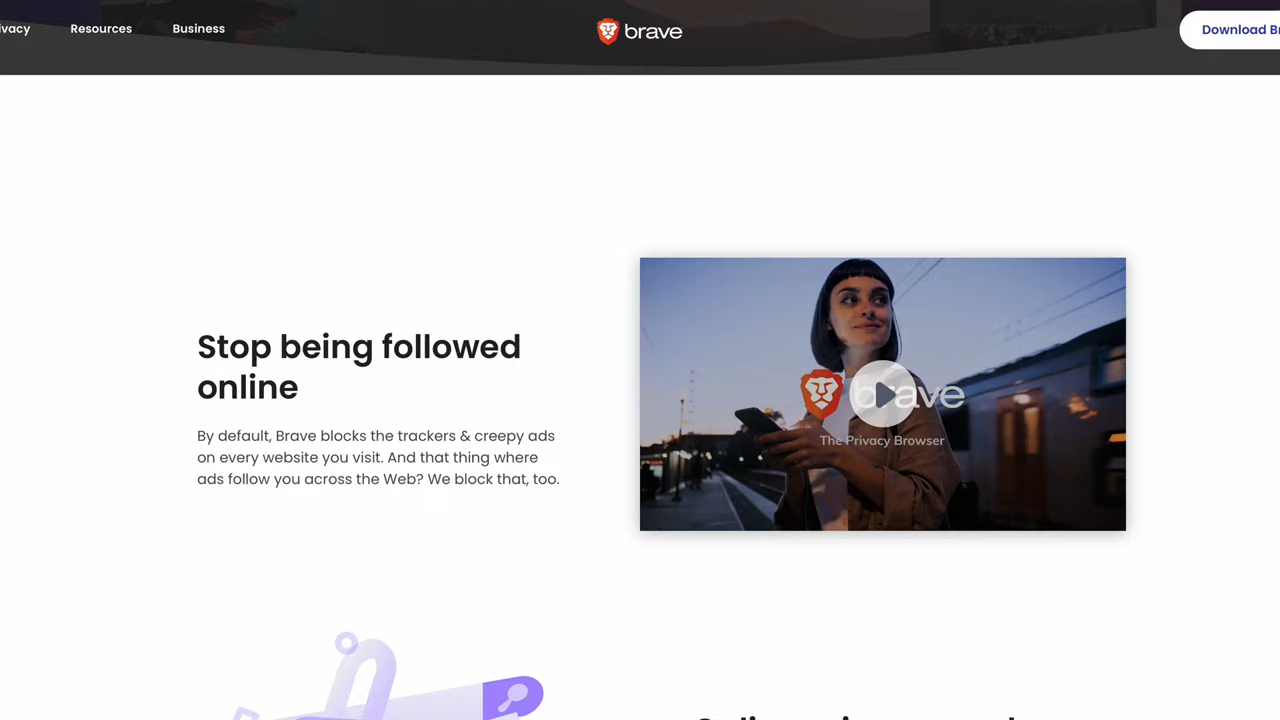 Resources
Business
brave
Download
Stop being followed
online
By default, Brave blocks the trackers & creepy ads
on every website you visit. And that thing where
ads follow you across the Web? We block that, too.
brave
The Privacy Browser